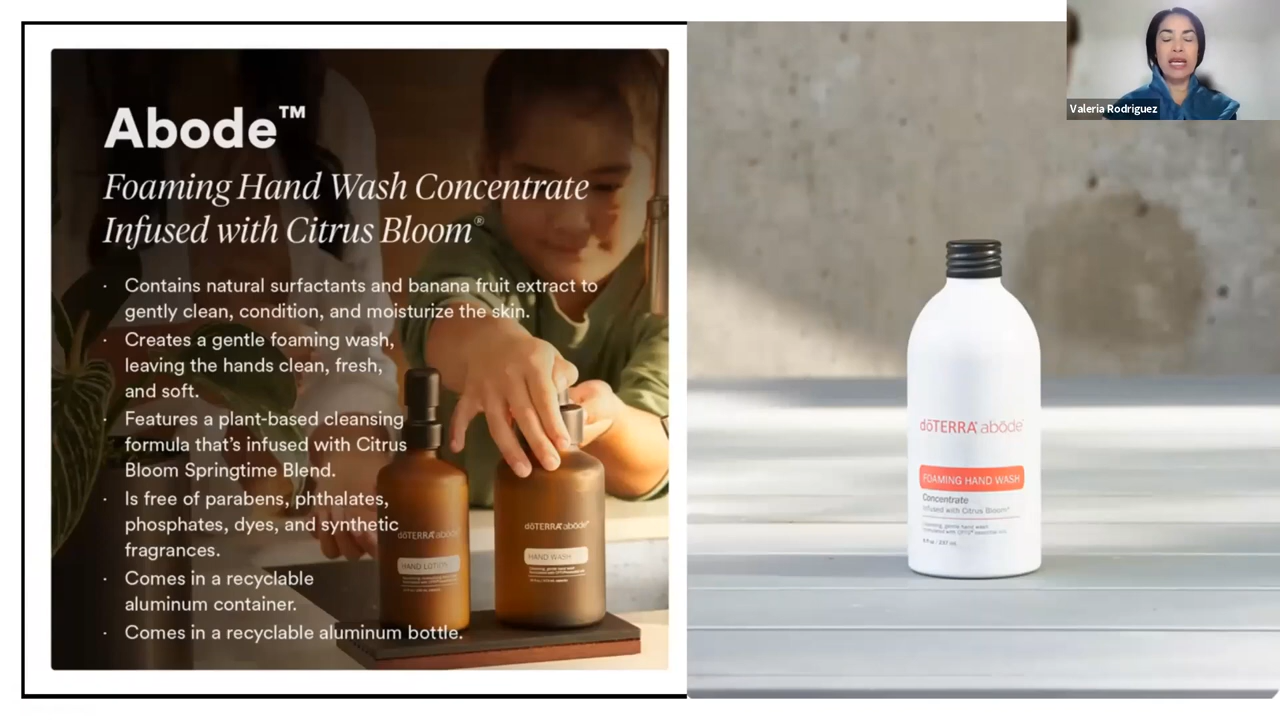 Abode™
Foaming Hand Wash Concentrate
Infused with Citrus Bloom®
· Contains natural surfactants and banana fruit extract to
gently clean, condition, and moisturize the skin.
· Creates a gentle foaming wash,
leaving the hands clean, fresh,
and soft.
· Features a plant-based cleansing
formula that’s infused with Citrus
Bloom Springtime Blend.
· Is free of parabens, phthalates,
phosphates, dyes, and synthetic
fragrances.
· Comes in a recyclable
aluminum container.
· Comes in a recyclable aluminum bottle.
dōTERRA® abōde®
HAND LOTION
dōTERRA® abōde®
HAND WASH
dōTERRA® abōde®
FOAMING HAND WASH
Concentrate
Infused with Citrus Bloom®
Valeria Rodriguez